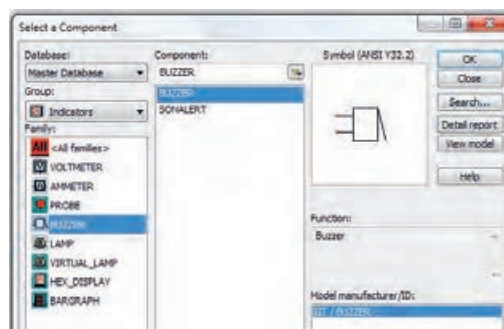 Select a Component
Database:
Master Database
Group:
Indicators
Family:
All <All families>
VOLTMETER
AMMETER
PROBE
BUZZER
LAMP
VIRTUAL_LAMP
HEX_DISPLAY
BARGRAPH
Component:
BUZZER
BUZZER
SONALERT
Symbol (ANSI Y32.2)
Function:
Buzzer
Model manufacturer/ID:
/ BUZZER
OK
Close
Search...
Detail report
View model
Help